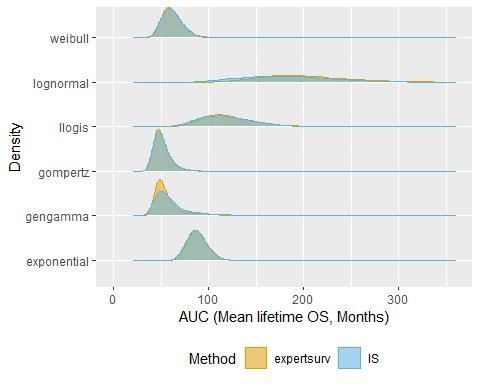 weibull
lognormal
llogis
gompertz
gengamma
exponential
Density
0 100 200 300
AUC (Mean lifetime OS, Months)
Method expertsurv IS